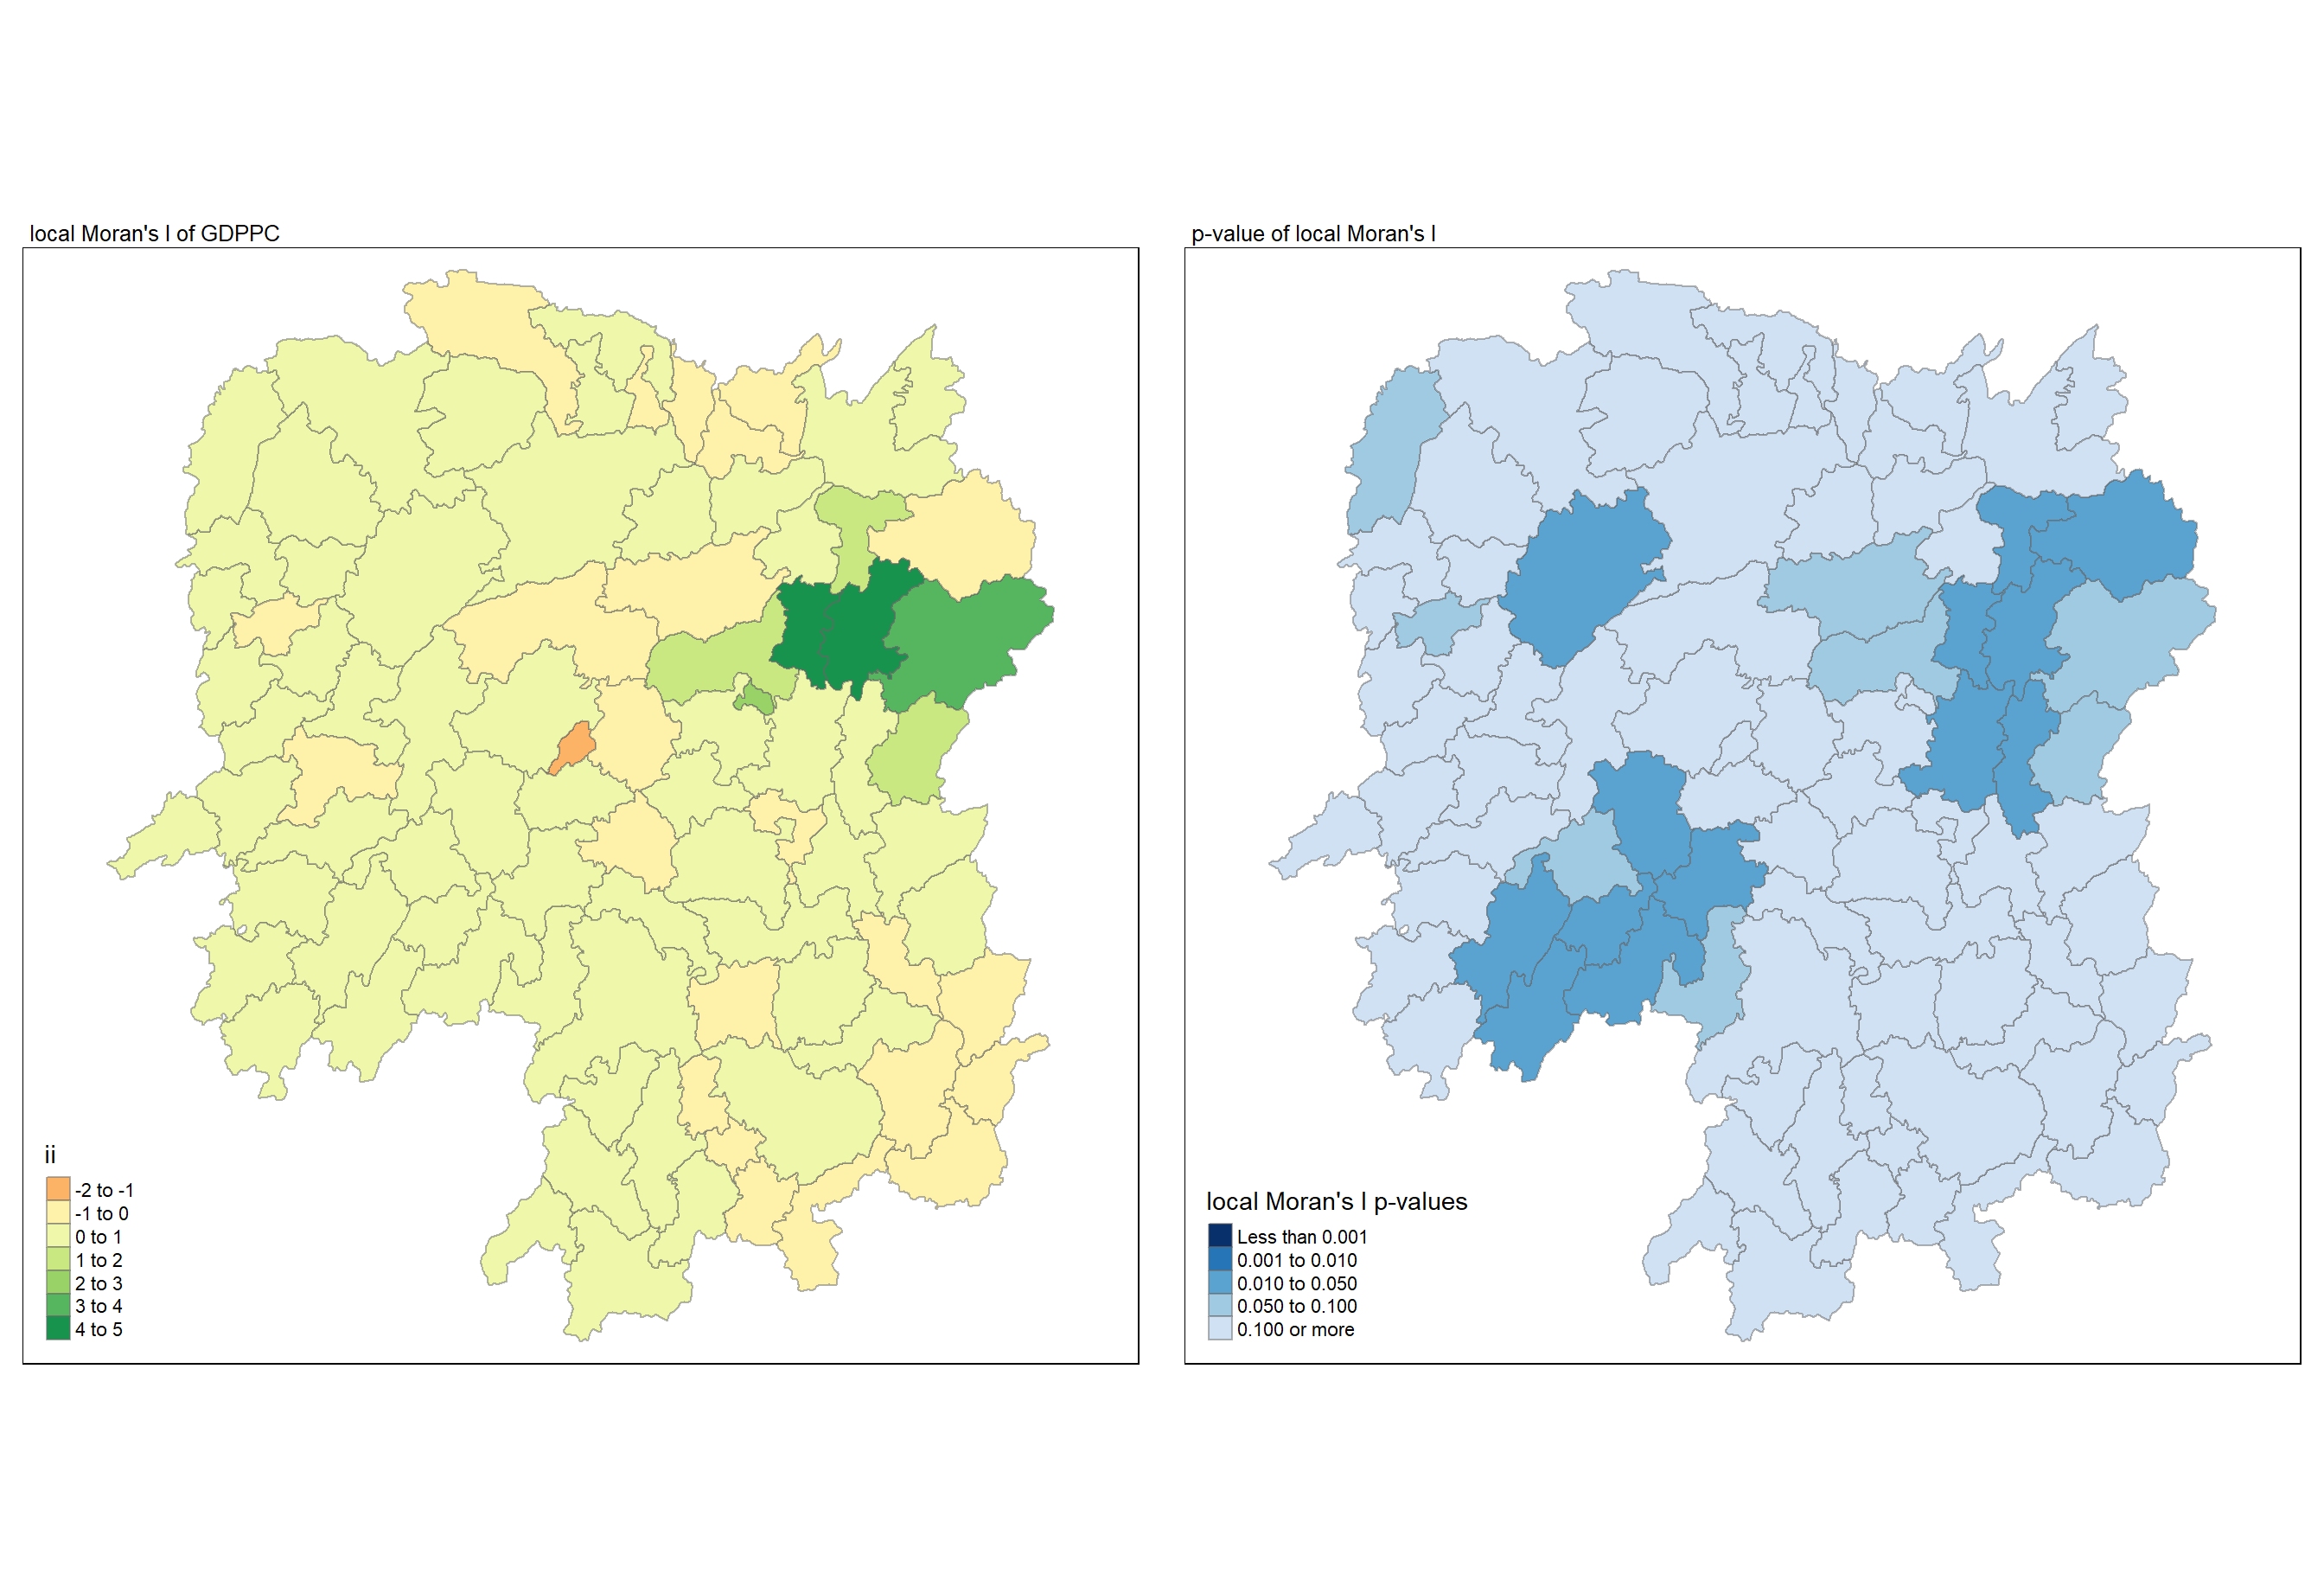 local Moran's I of GDPPC
ii
-2 to -1
-1 to 0
0 to 1
1 to 2
2 to 3
3 to 4
4 to 5
p-value of local Moran's I
local Moran's I p-values
Less than 0.001
0.001 to 0.010
0.010 to 0.050
0.050 to 0.100
0.100 or more